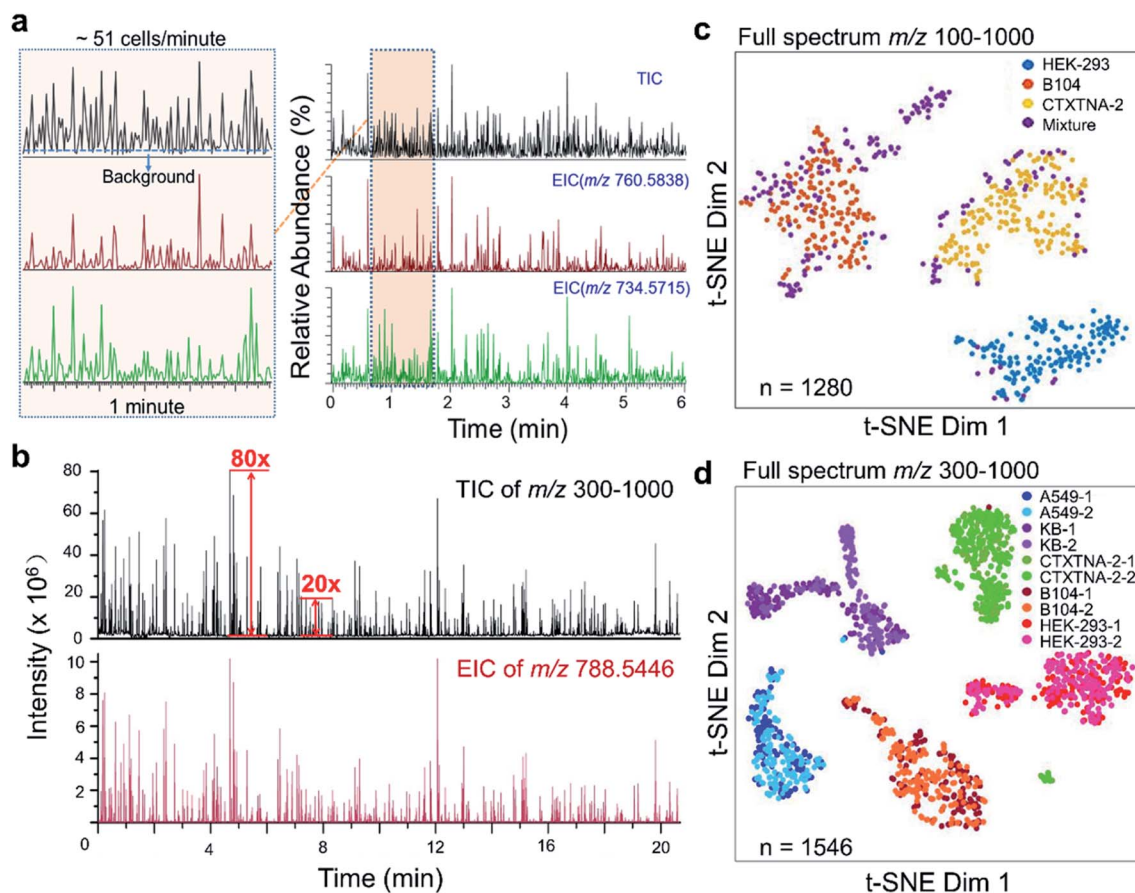 a
~ 51 cells/minute
Background
1 minute
Relative Abundance (%)
TIC
EIC(m/z 760.5838)
EIC(m/z 734.5715)
0 1 2 3 4 5 6
Time (min)
b
80
60
40
20
0
80x
20x
TIC of m/z 300-1000
Intensity (x 10⁶)
10
8
6
4
2
EIC of m/z 788.5446
0 4 8 12 16 20
Time (min)
c
Full spectrum m/z 100-1000
HEK-293
B104
CTXTNA-2
Mixture
t-SNE Dim 2
n = 1280
t-SNE Dim 1
d
Full spectrum m/z 300-1000
A549-1
A549-2
KB-1
KB-2
CTXTNA-2-1
CTXTNA-2-2
B104-1
B104-2
HEK-293-1
HEK-293-2
t-SNE Dim 2
n = 1546
t-SNE Dim 1